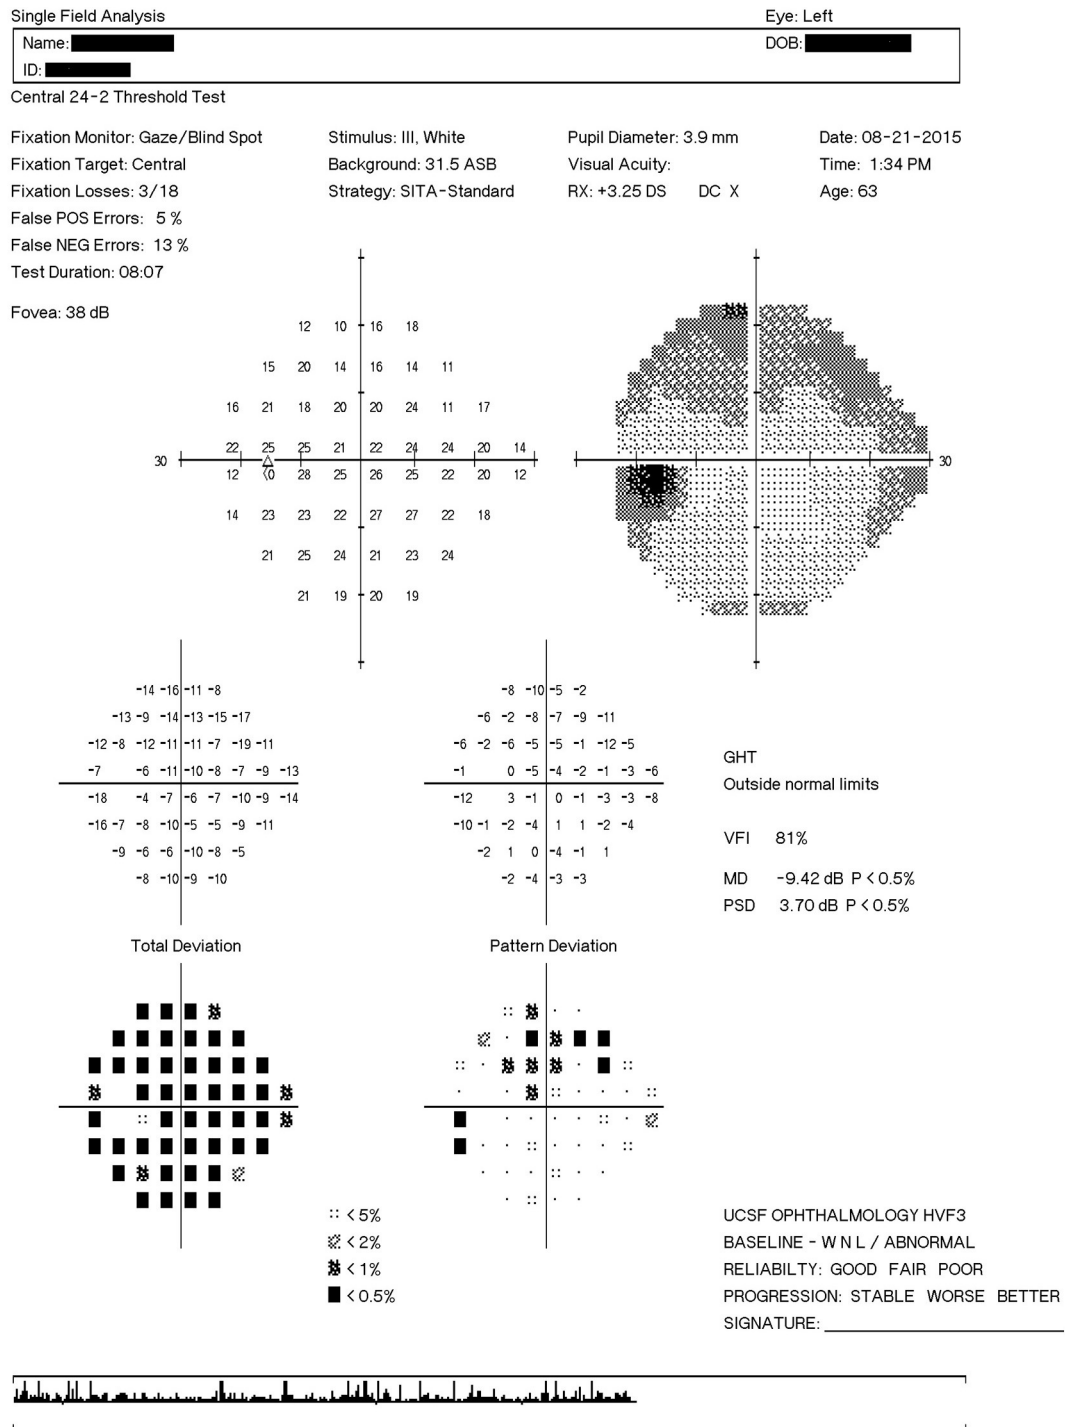 Single Field Analysis Eye: Left
Name: DOB:
ID:
Central 24-2 Threshold Test
Fixation Monitor: Gaze/Blind Spot Stimulus: III, White Pupil Diameter: 3.9 mm Date: 08-21-2015
Fixation Target: Central Background: 31.5 ASB Visual Acuity: Time: 1:34 PM
Fixation Losses: 3/18 Strategy: SITA-Standard RX: +3.25 DS DC X Age: 63
False POS Errors: 5 %
False NEG Errors: 13 %
Test Duration: 08:07
Fovea: 38 dB
12 10 16 18
15 20 14 16 14 11
16 21 18 20 20 24 11 17
22 25 25 21 22 24 24 20 14
30 30
12 <0 28 25 26 25 22 20 12
14 23 23 22 27 27 22 18
21 25 24 21 23 24
21 19 20 19
-14 -16 -11 -8 -8 -10 -5 -2
-13 -9 -14 -13 -15 -17 -6 -2 -8 -7 -9 -11
-12 -8 -12 -11 -11 -7 -19 -11 -6 -2 -6 -5 -5 -1 -12 -5
-7 -6 -11 -10 -8 -7 -9 -13 -1 0 -5 -4 -2 -1 -3 -6
-18 -4 -7 -6 -7 -10 -9 -14 -12 3 -1 0 -1 -3 -3 -8
-16 -7 -8 -10 -5 -5 -9 -11 -10 -1 -2 -4 1 1 -2 -4
-9 -6 -6 -10 -8 -5 -2 1 0 -4 -1 1
-8 -10 -9 -10 -2 -4 -3 -3
GHT
Outside normal limits
VFI 81%
MD -9.42 dB P < 0.5%
PSD 3.70 dB P < 0.5%
Total Deviation Pattern Deviation
< 5%
< 2%
< 1%
< 0.5%
UCSF OPHTHALMOLOGY HVF3
BASELINE - W N L / ABNORMAL
RELIABILTY: GOOD FAIR POOR
PROGRESSION: STABLE WORSE BETTER
SIGNATURE: